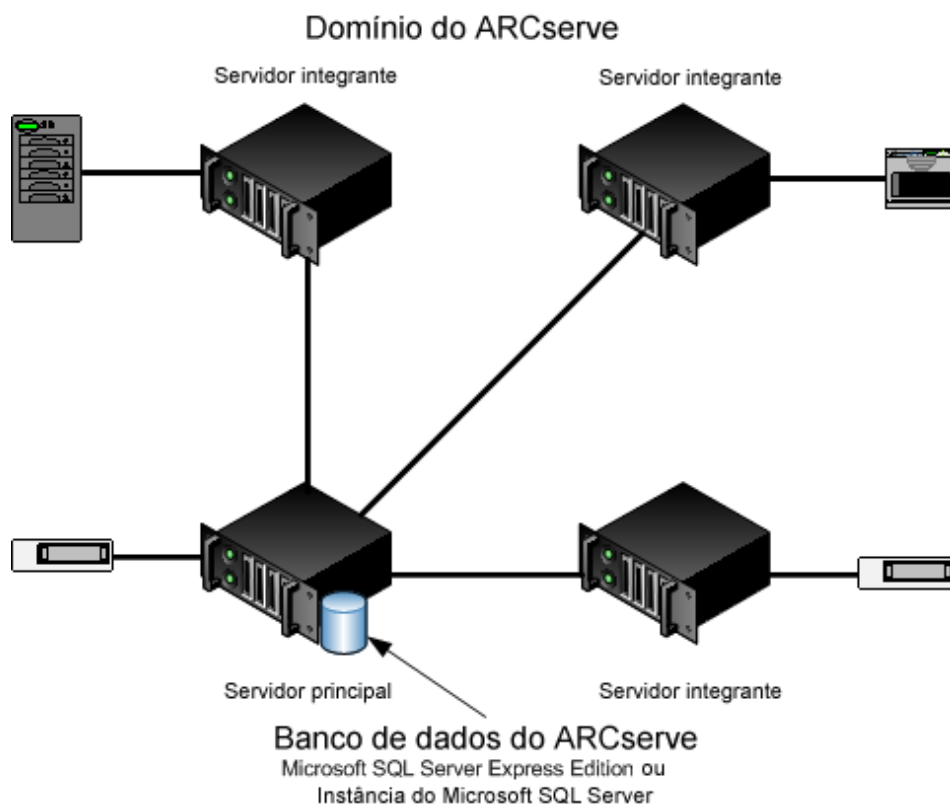 Domínio do ARCserve
Servidor integrante
Servidor integrante
Servidor principal
Servidor integrante
Banco de dados do ARCserve
Microsoft SQL Server Express Edition ou
Instância do Microsoft SQL Server